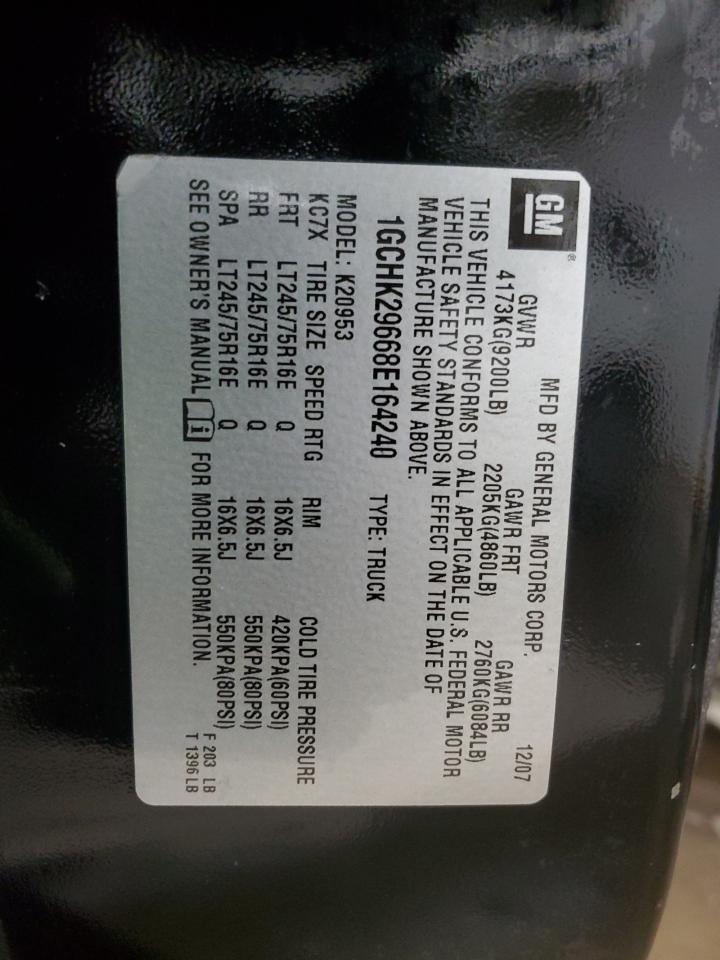 GM®
MFD BY GENERAL MOTORS CORP. 12/07
GVWR GAWR FRT GAWR RR
4173KG(9200LB) 2205KG(4860LB) 2760KG(6084LB)
THIS VEHICLE CONFORMS TO ALL APPLICABLE U.S. FEDERAL MOTOR
VEHICLE SAFETY STANDARDS IN EFFECT ON THE DATE OF
MANUFACTURE SHOWN ABOVE.
1GCHK29668E164240 TYPE: TRUCK
MODEL: K20953
KC7X TIRE SIZE SPEED RTG RIM COLD TIRE PRESSURE
FRT LT245/75R16E Q 16X6.5J 420KPA(60PSI)
RR LT245/75R16E Q 16X6.5J 550KPA(80PSI)
SPA LT245/75R16E Q 16X6.5J 550KPA(80PSI)
SEE OWNER'S MANUAL i FOR MORE INFORMATION.
F 203 LB
T 1396 LB